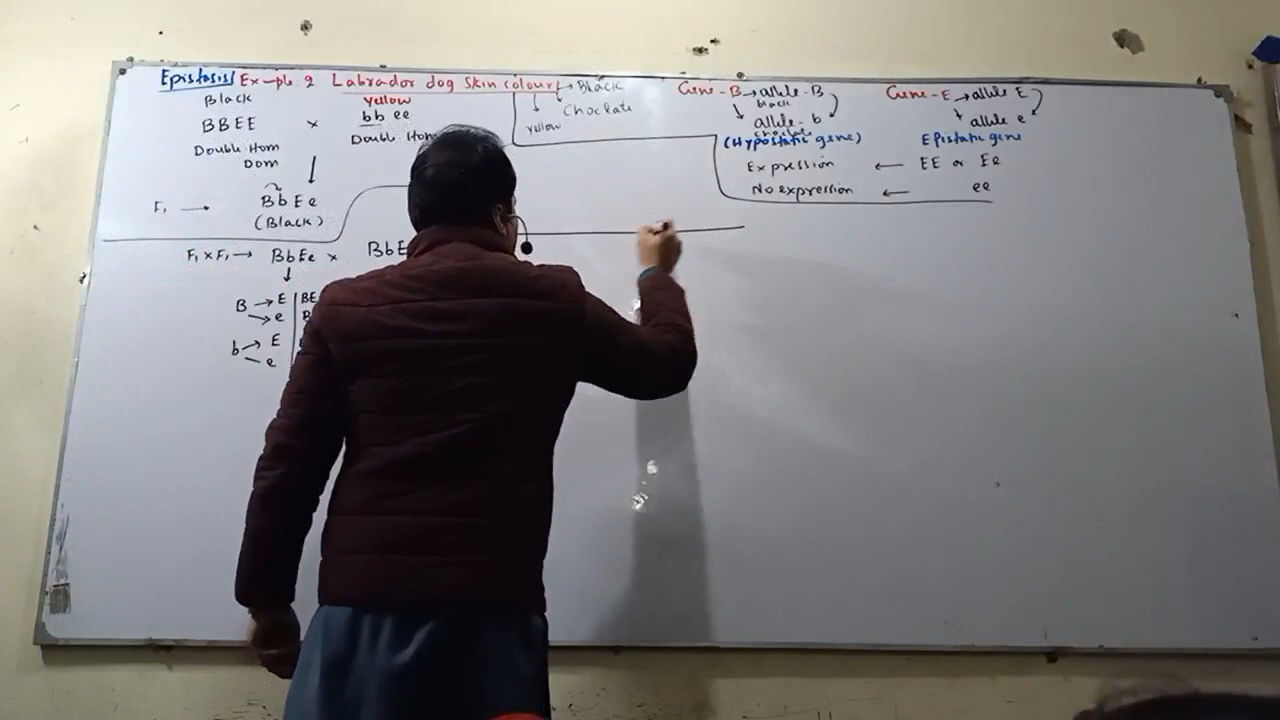 Epistasis Example 2 Labrador dog skin colour → Black
Choclate
yellow
Black
yellow
BBEE × bb ee
Double Hom
Double Hom
Dom
F₁ → BbEe
(Black)
Gene-B → allele-B
black
allele-b
choclate
(Hypostatic gene)
Gene-E → allele E
allele e
Epistatic gene
Expression ← EE or Ee
No expression ← ee
F₁ × F₁ → BbEe × BbE
B → E BE
→ e B
b → E
e